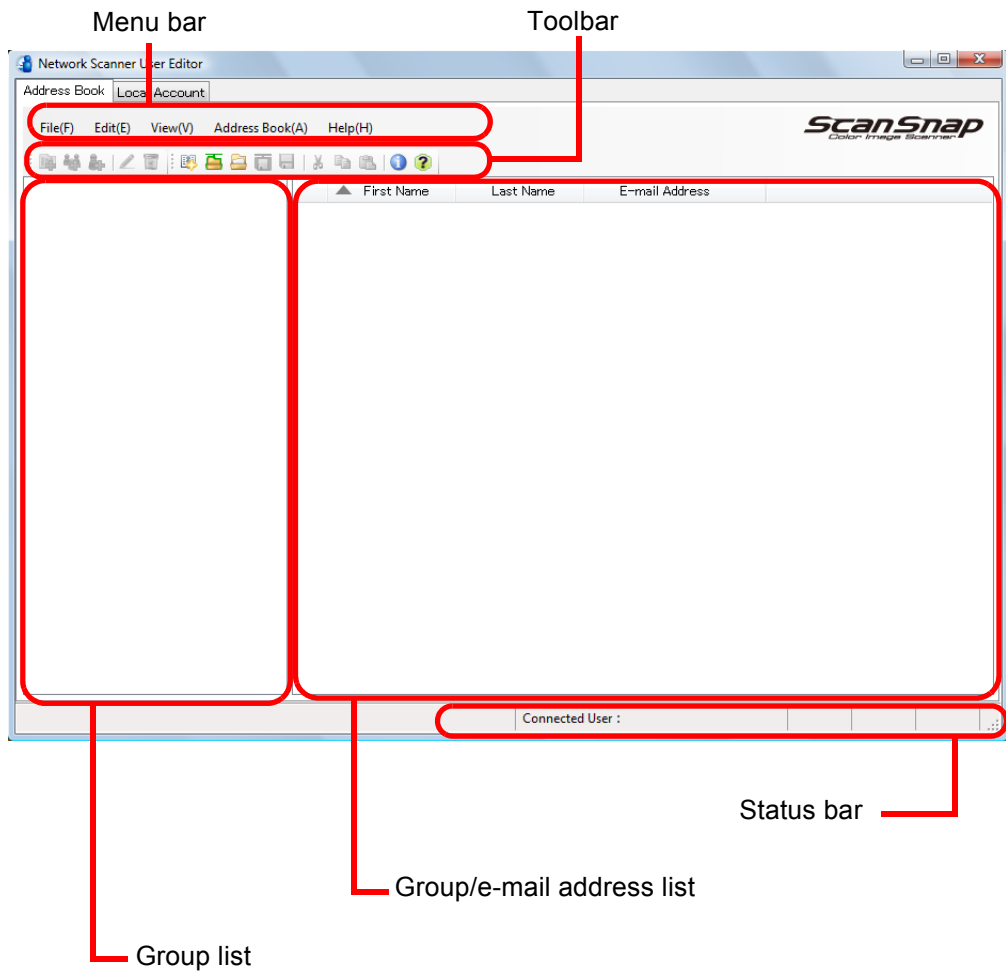 Menu bar
Toolbar
Network Scanner User Editor
Address Book Local Account
File(F) Edit(E) View(V) Address Book(A) Help(H)
ScanSnap
Color Image Scanner
First Name Last Name E-mail Address
Connected User :
Status bar
Group/e-mail address list
Group list